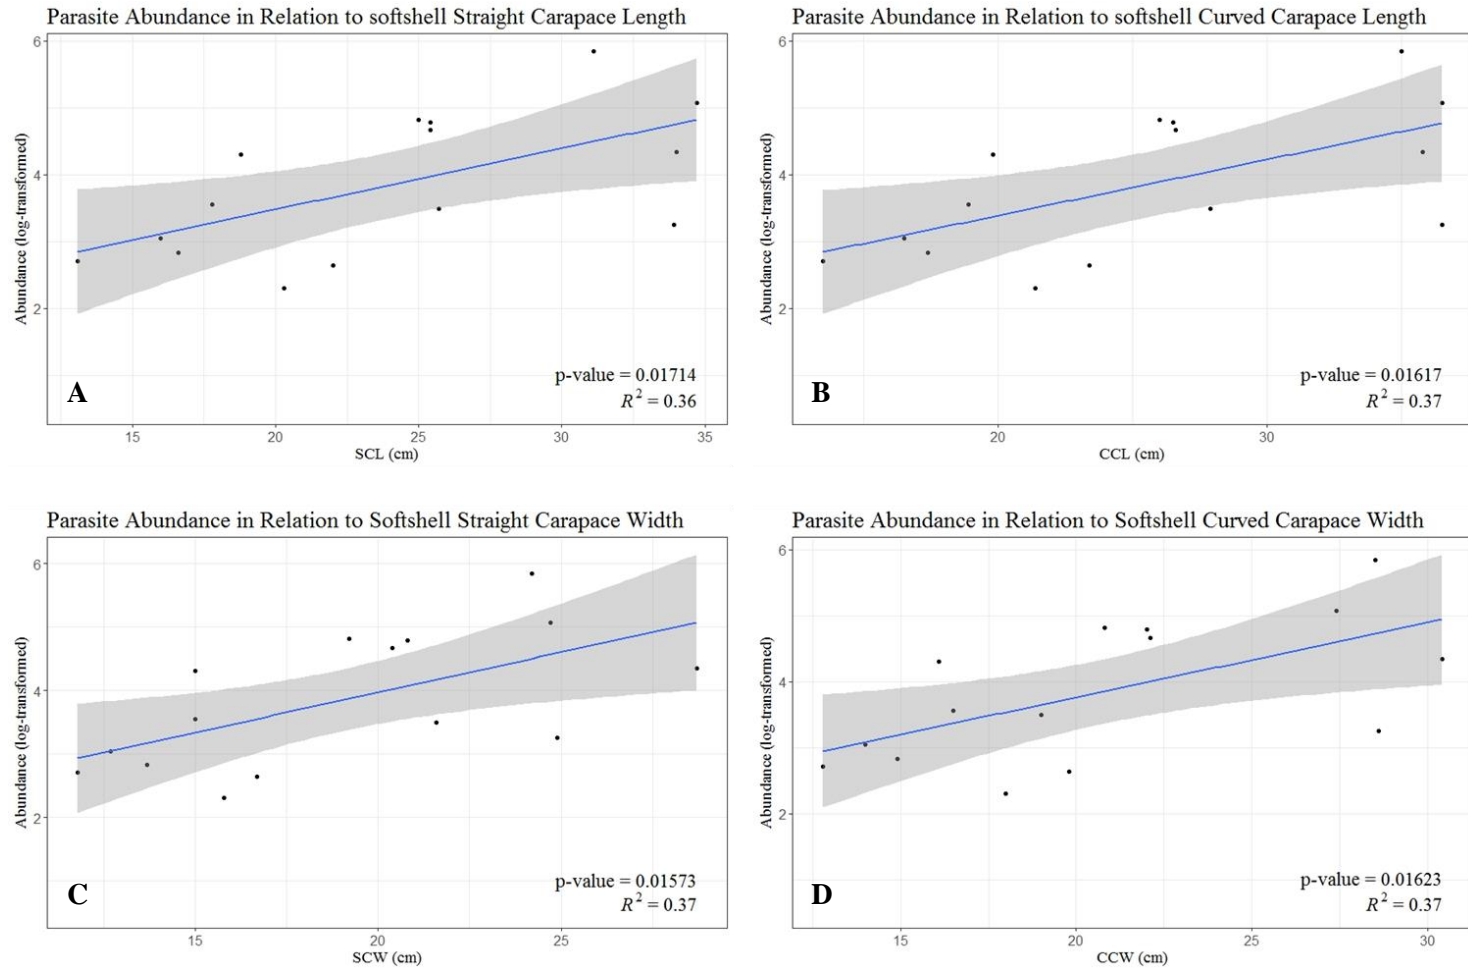 Parasite Abundance in Relation to softshell Straight Carapace Length
6
4
2
Abundance (log-transformed)
A
p-value = 0.01714
R² = 0.36
15 20 25 30 35
SCL (cm)
Parasite Abundance in Relation to softshell Curved Carapace Length
6
4
2
Abundance (log-transformed)
B
p-value = 0.01617
R² = 0.37
20 30
CCL (cm)
Parasite Abundance in Relation to Softshell Straight Carapace Width
6
4
2
Abundance (log-transformed)
C
p-value = 0.01573
R² = 0.37
15 20 25
SCW (cm)
Parasite Abundance in Relation to Softshell Curved Carapace Width
6
4
2
Abundance (log-transformed)
D
p-value = 0.01623
R² = 0.37
15 20 25 30
CCW (cm)